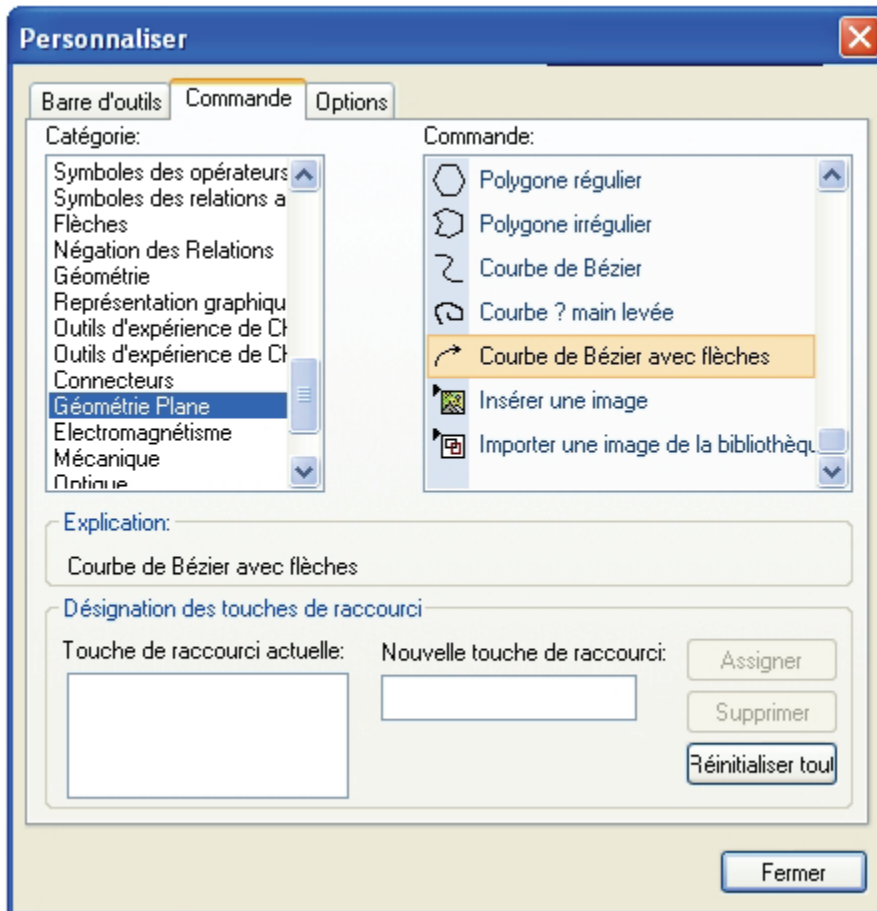 Personnaliser
Barre d'outils
Commande
Options
Catégorie:
Symboles des opérateurs
Symboles des relations a
Flèches
Négation des Relations
Géométrie
Représentation graphiqu
Outils d'expérience de Ch
Outils d'expérience de Ch
Connecteurs
Géométrie Plane
Electromagnétisme
Mécanique
Optique
Commande:
Polygone régulier
Polygone irrégulier
Courbe de Bézier
Courbe ? main levée
Courbe de Bézier avec flèches
Insérer une image
Importer une image de la bibliothèqu
Explication:
Courbe de Bézier avec flèches
Désignation des touches de raccourci
Touche de raccourci actuelle:
Nouvelle touche de raccourci:
Assigner
Supprimer
Réinitialiser tout
Fermer